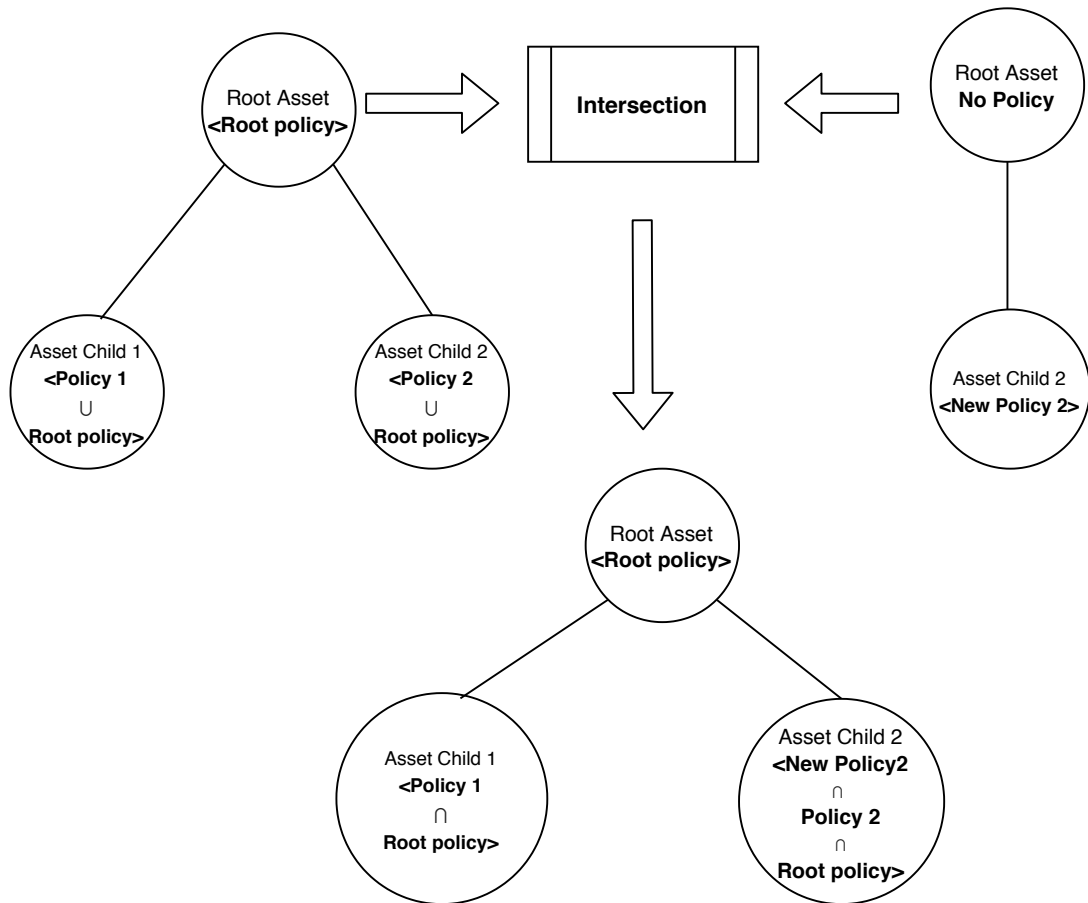 Root Asset
<Root policy>
Intersection
Root Asset
No Policy
Asset Child 1
<Policy 1
∪
Root policy>
Asset Child 2
<Policy 2
∪
Root policy>
Asset Child 2
<New Policy 2>
Root Asset
<Root policy>
Asset Child 1
<Policy 1
∩
Root policy>
Asset Child 2
<New Policy2
∩
Policy 2
∩
Root policy>